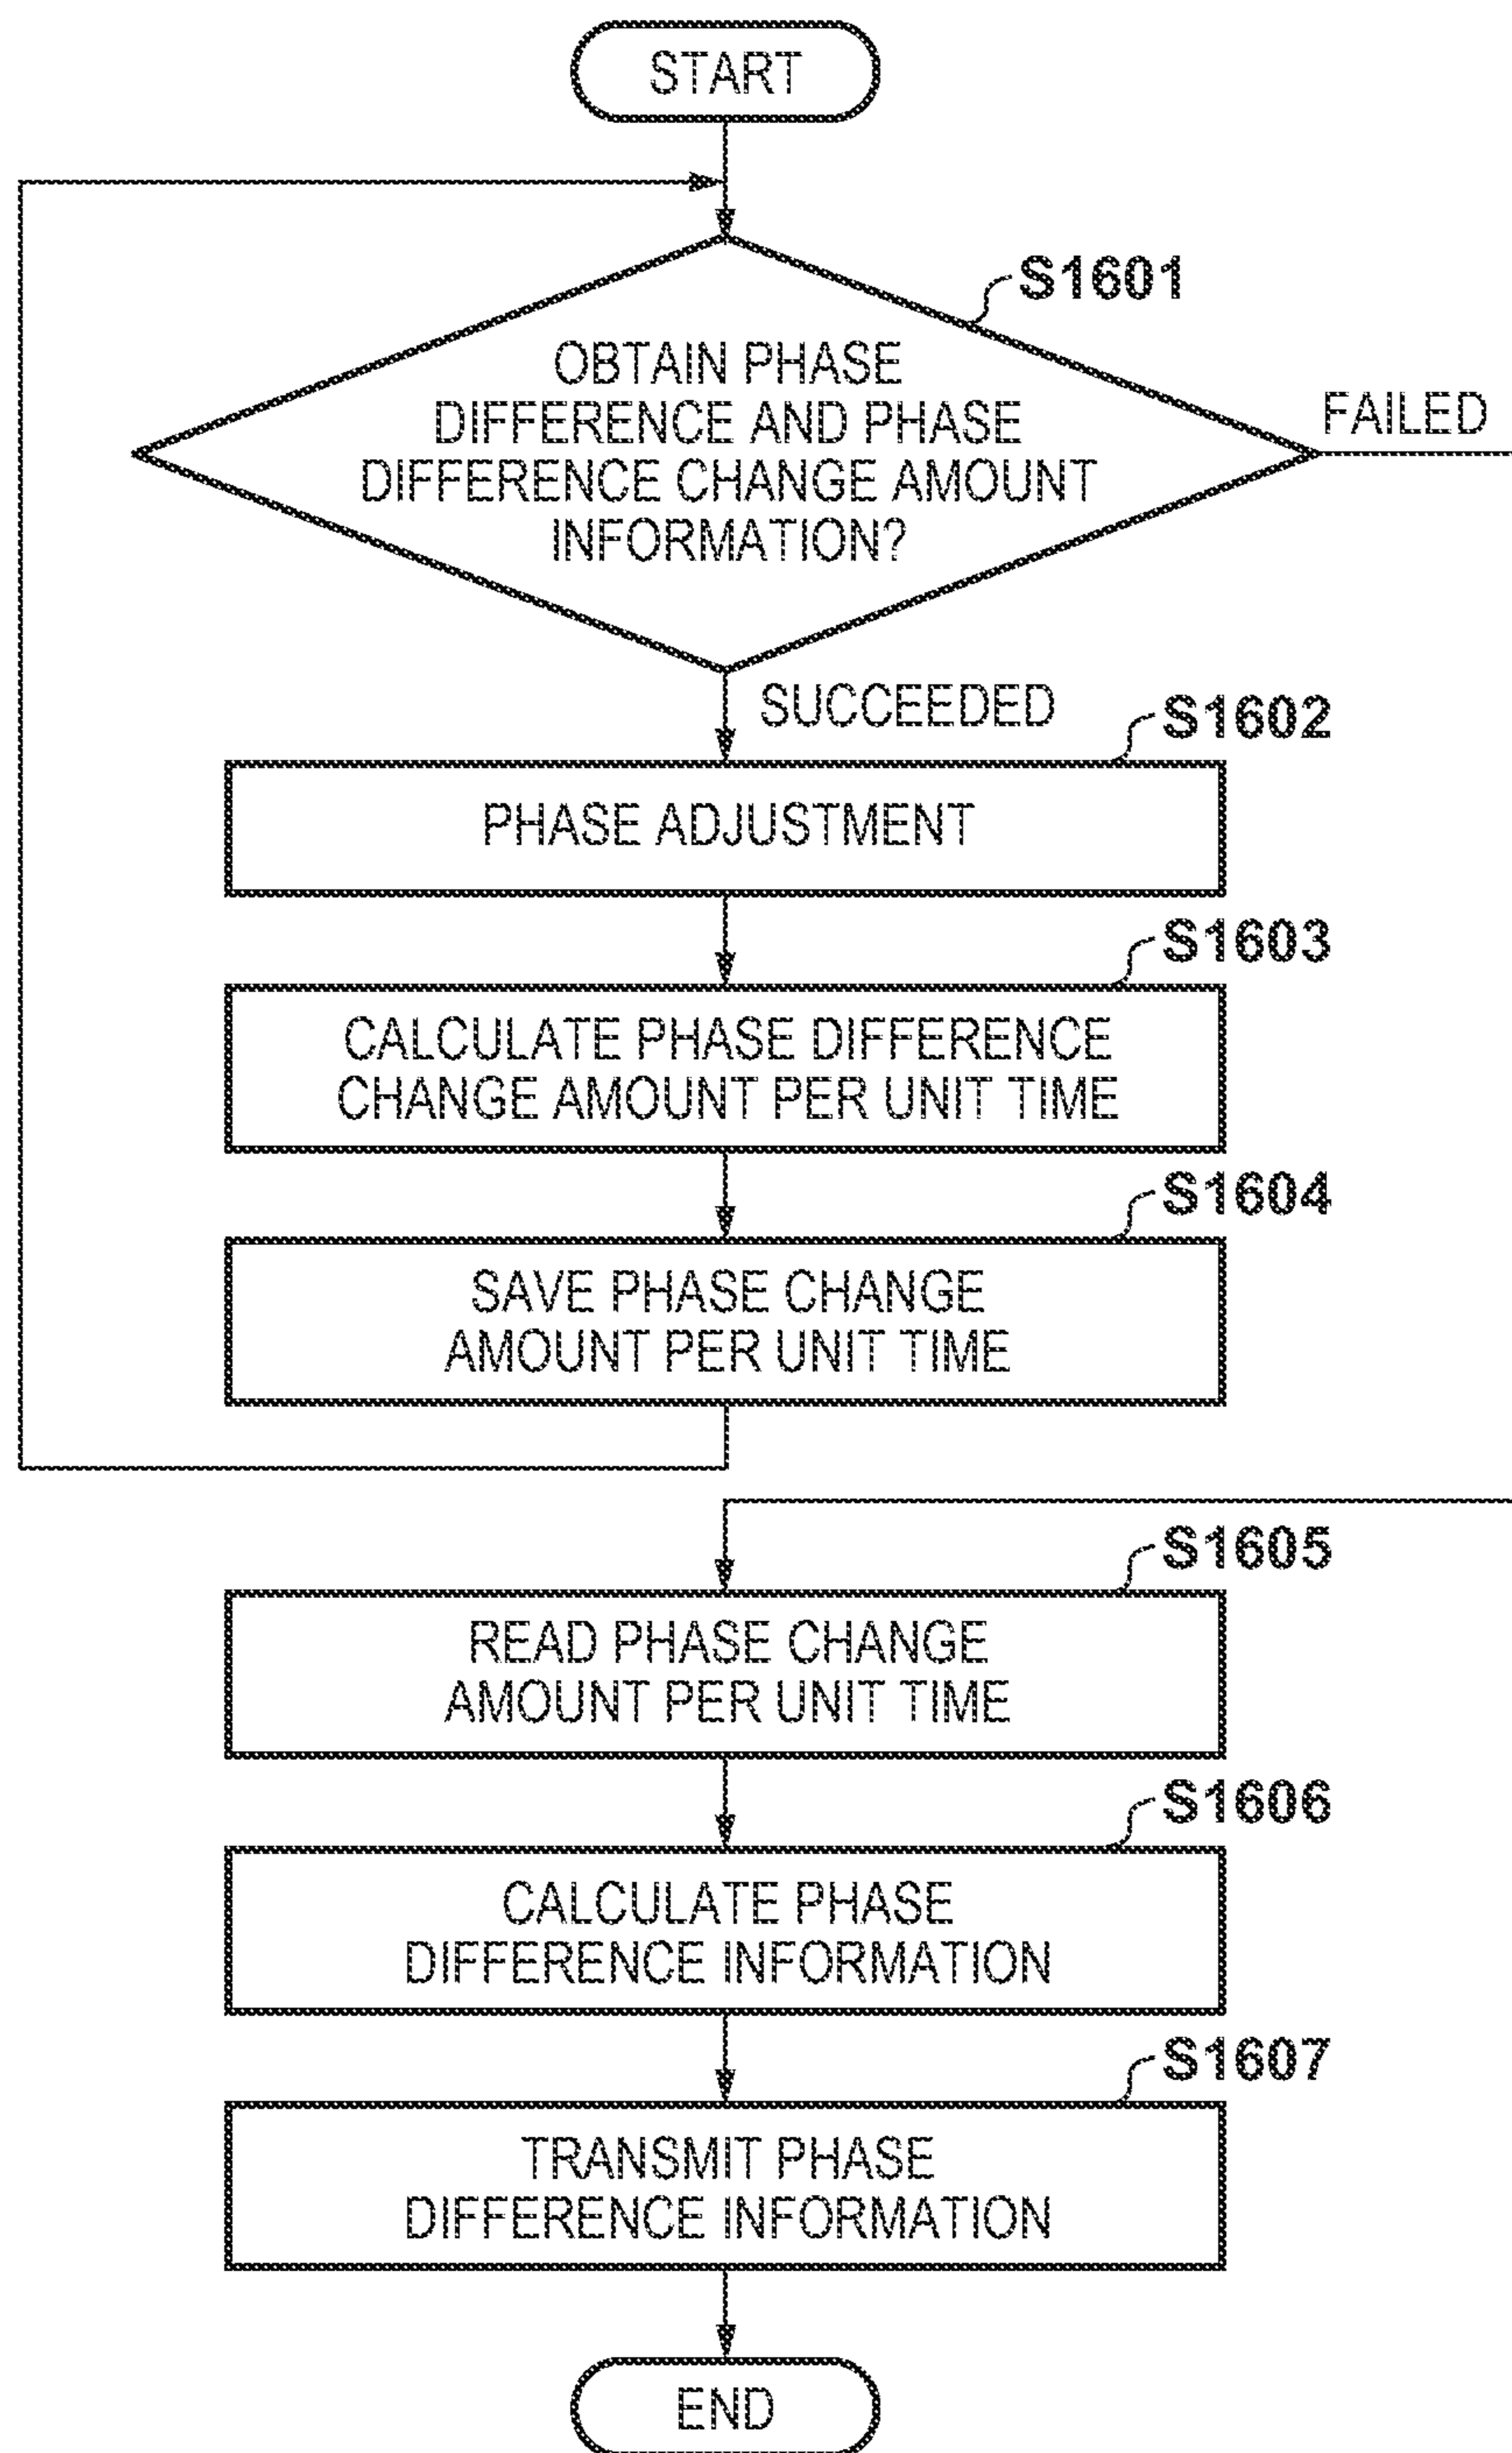 START
S1601
OBTAIN PHASE
DIFFERENCE AND PHASE
DIFFERENCE CHANGE AMOUNT
INFORMATION?
FAILED
SUCCEEDED
S1602
PHASE ADJUSTMENT
S1603
CALCULATE PHASE DIFFERENCE
CHANGE AMOUNT PER UNIT TIME
S1604
SAVE PHASE CHANGE
AMOUNT PER UNIT TIME
S1605
READ PHASE CHANGE
AMOUNT PER UNIT TIME
S1606
CALCULATE PHASE
DIFFERENCE INFORMATION
S1607
TRANSMIT PHASE
DIFFERENCE INFORMATION
END